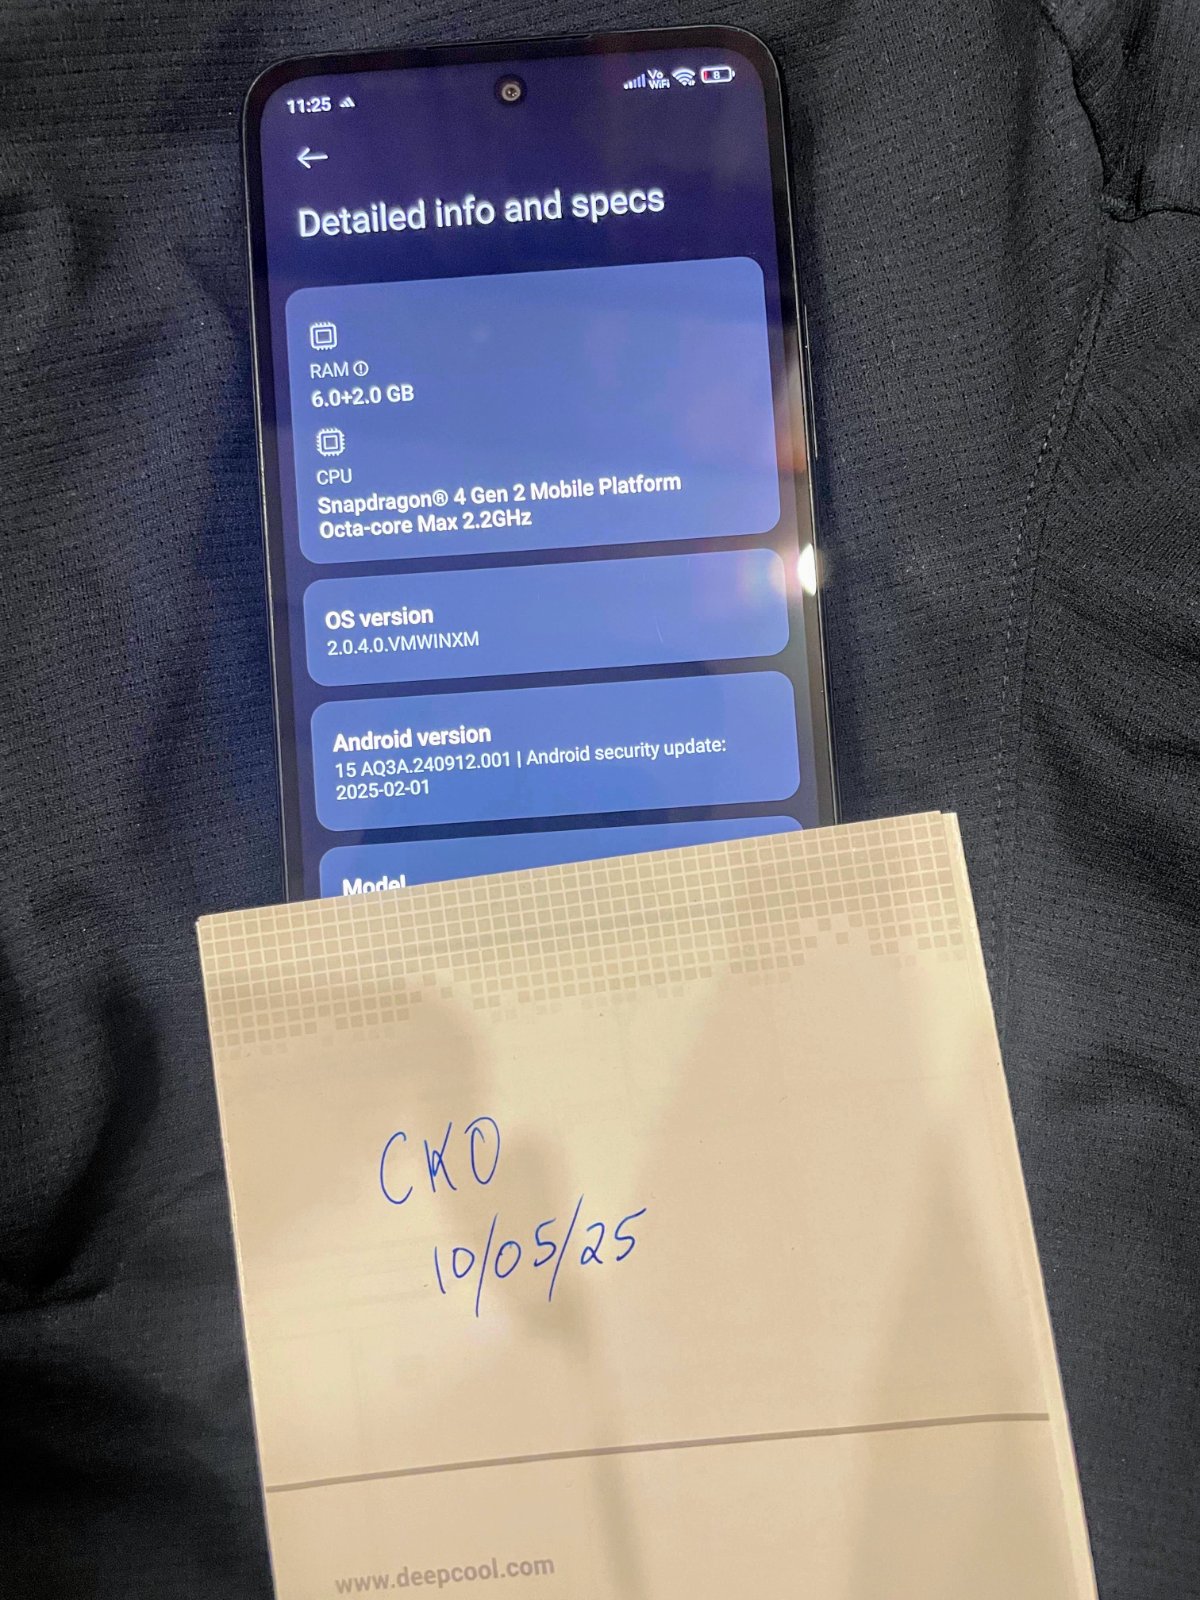 11:25
Vo
WiFi
8
Detailed info and specs
RAM
6.0+2.0 GB
CPU
Snapdragon® 4 Gen 2 Mobile Platform
Octa-core Max 2.2GHz
OS version
2.0.4.0.VMWINXM
Android version
15 AQ3A.240912.001 | Android security update:
2025-02-01
Model
CKO
10/05/25
www.deepcool.com